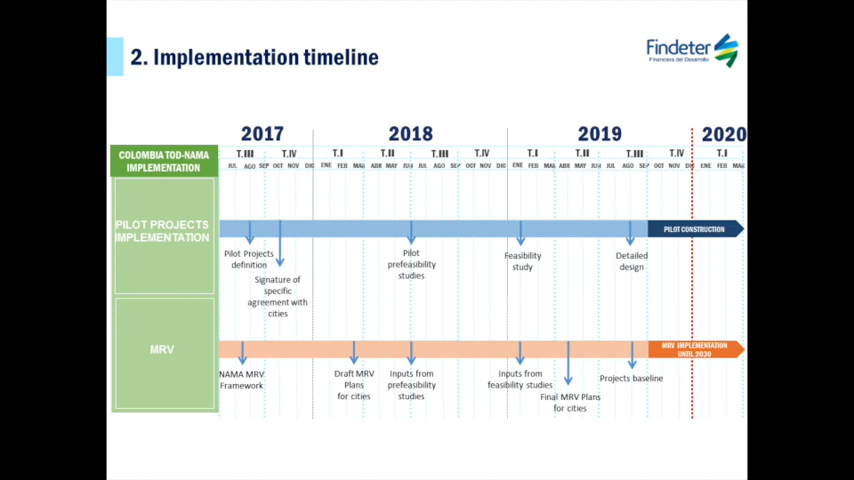 2. Implementation timeline
Findeter
Financiera del Desarrollo
2017 2018 2019 2020
COLOMBIA TOD-NAMA
IMPLEMENTATION
T.III T.IV T.I T.II T.III T.IV T.I T.II T.III T.IV T.I
JUL AGO SEP OCT NOV DIC ENE FEB MAR ABR MAY JUN JUL AGO SEP OCT NOV DIC ENE FEB MAR ABR MAY JUN JUL AGO SEP OCT NOV DIC ENE FEB MAR
PILOT PROJECTS
IMPLEMENTATION
PILOT CONSTRUCTION
Pilot Projects
definition
Signature of
specific
agreement with
cities
Pilot
prefeasibility
studies
Feasibility
study
Detailed
design
MRV
MRV IMPLEMENTATION
UNTIL 2030
NAMA MRV
Framework
Draft MRV
Plans
for cities
Inputs from
prefeasibility
studies
Inputs from
feasibility studies
Final MRV Plans
for cities
Projects baseline